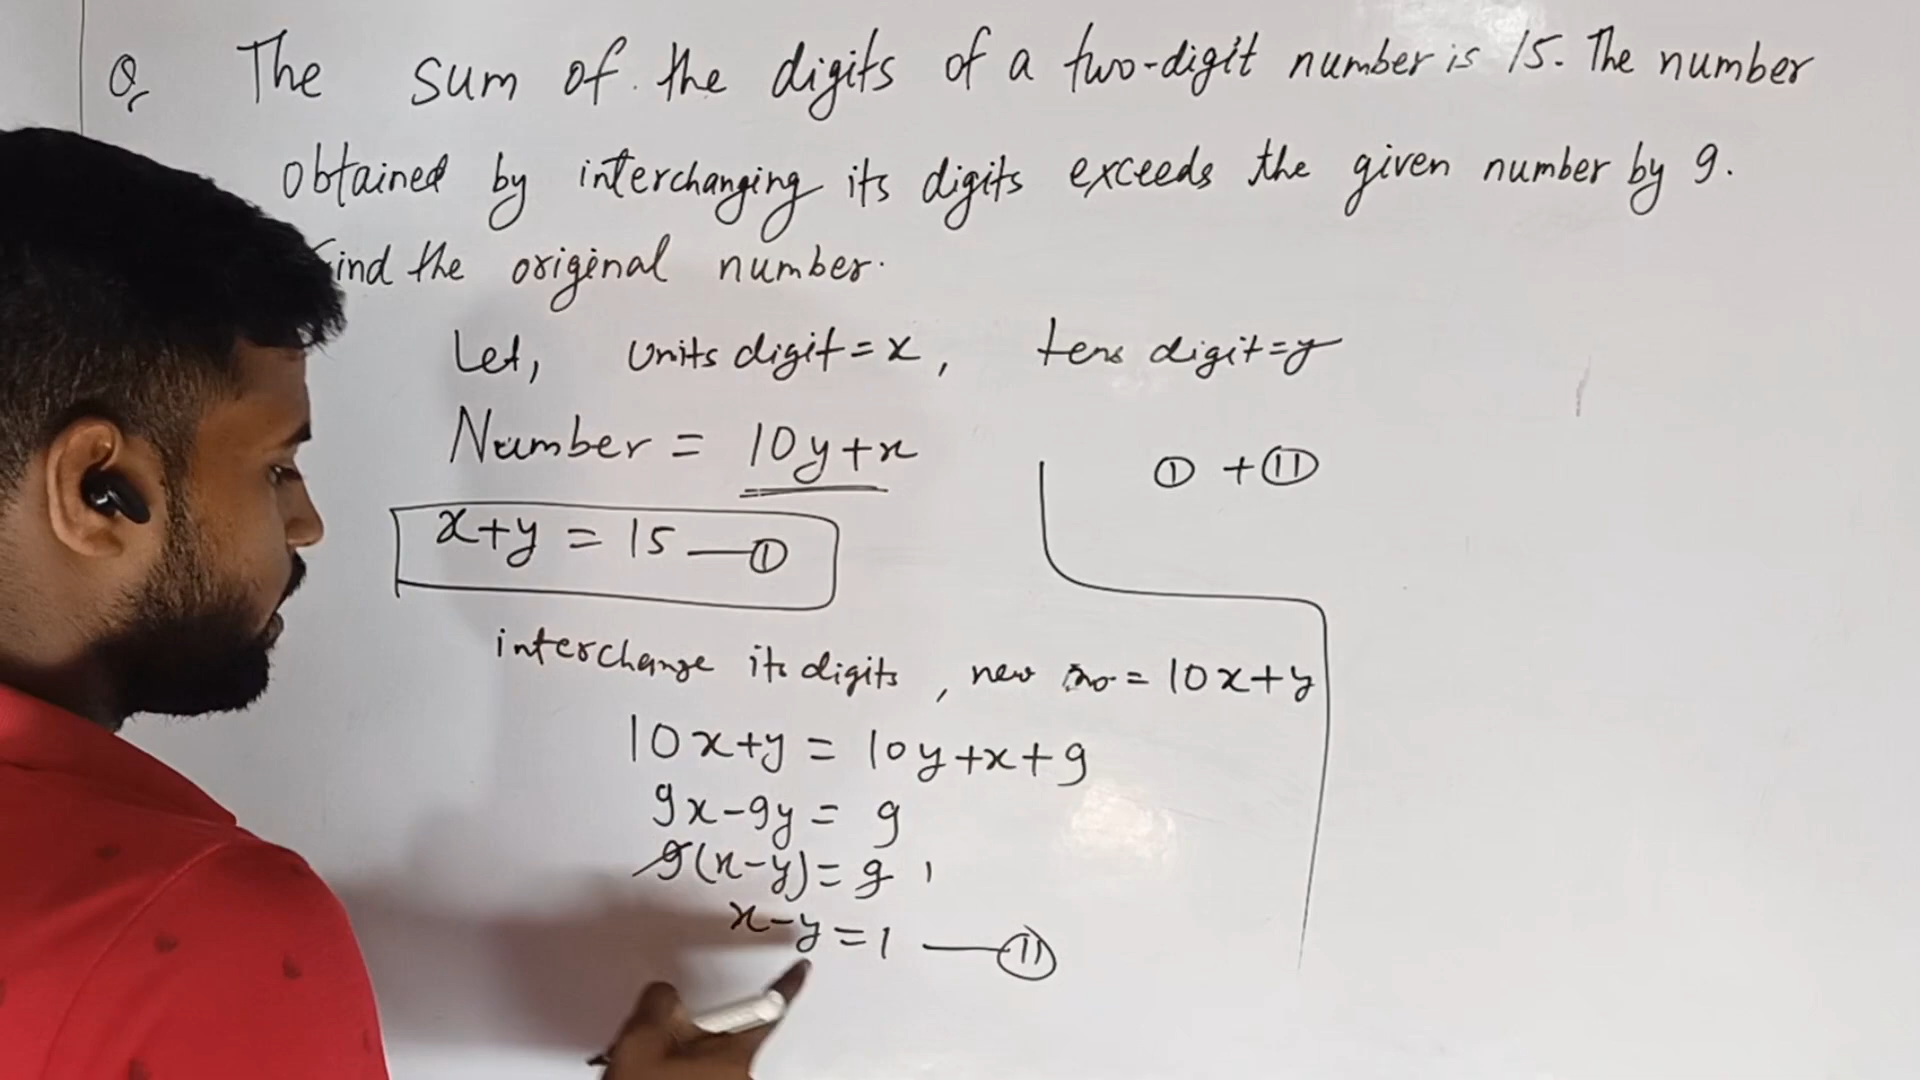 Q. The sum of the digits of a two-digit number is 15. The number
obtained by interchanging its digits exceeds the given number by 9.
Find the original number.
Let, units digit = x, tens digit = y
Number = 10y+x
① + ⑪
x+y = 15 —①
interchange its digits, new no = 10x+y
10x+y = 10y+x+9
9x-9y = 9
9(x-y) = 9 1
x-y = 1 —⑪